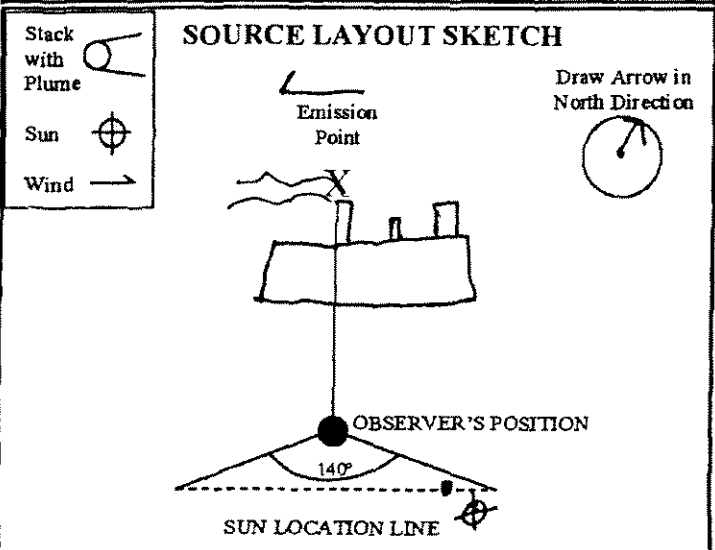 SOURCE LAYOUT SKETCH
Stack
with
Plume
Sun
Wind
Emission
Point
X
Draw Arrow in
North Direction
OBSERVER'S POSITION
140°
SUN LOCATION LINE